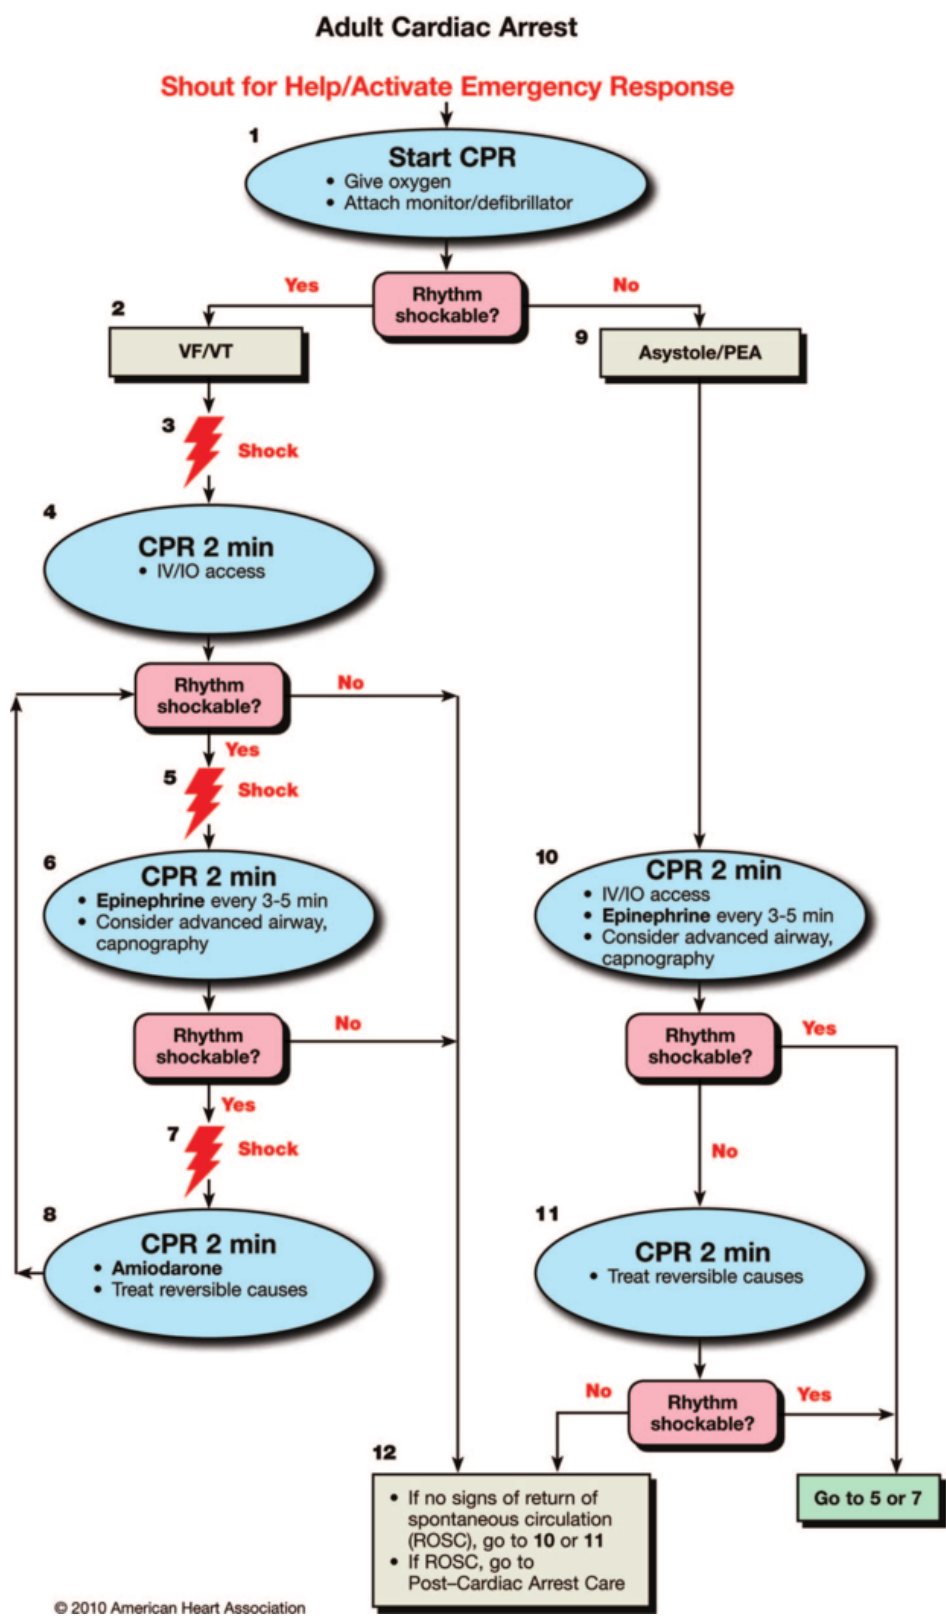 Adult Cardiac Arrest
Shout for Help/Activate Emergency Response
1
Start CPR
• Give oxygen
• Attach monitor/defibrillator
Yes
Rhythm
shockable?
No
2
VF/VT
9
Asystole/PEA
3
Shock
4
CPR 2 min
• IV/IO access
Rhythm
shockable?
No
Yes
5
Shock
6
CPR 2 min
• Epinephrine every 3-5 min
• Consider advanced airway,
capnography
10
CPR 2 min
• IV/IO access
• Epinephrine every 3-5 min
• Consider advanced airway,
capnography
Rhythm
shockable?
No
Yes
Rhythm
shockable?
Yes
No
7
Shock
8
CPR 2 min
• Amiodarone
• Treat reversible causes
11
CPR 2 min
• Treat reversible causes
No
Rhythm
shockable?
Yes
12
• If no signs of return of
spontaneous circulation
(ROSC), go to 10 or 11
• If ROSC, go to
Post–Cardiac Arrest Care
Go to 5 or 7
© 2010 American Heart Association